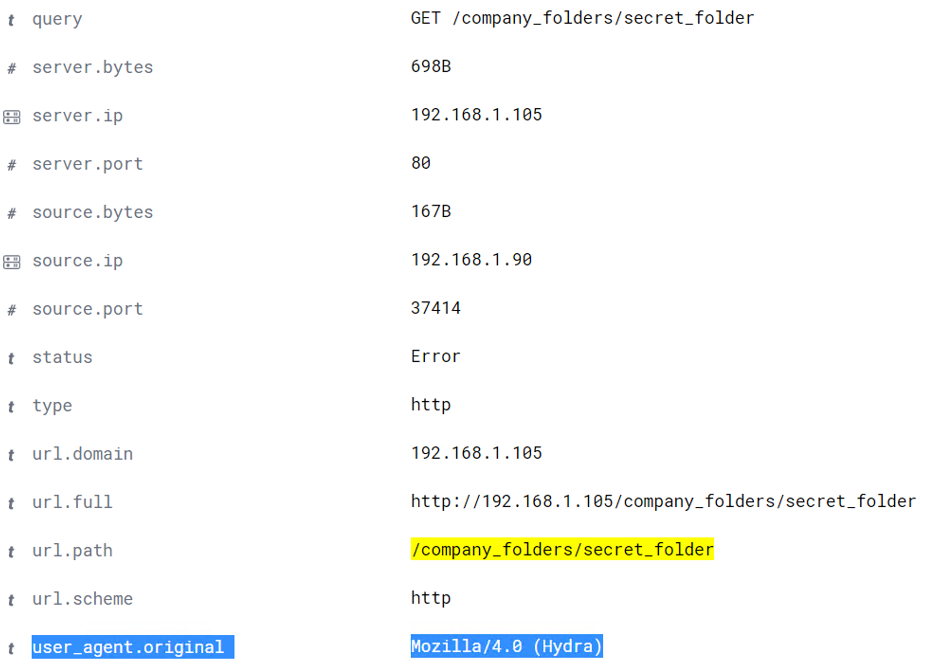 t query GET /company_folders/secret_folder
# server.bytes 698B
server.ip 192.168.1.105
# server.port 80
# source.bytes 167B
source.ip 192.168.1.90
# source.port 37414
t status Error
t type http
t url.domain 192.168.1.105
t url.full http://192.168.1.105/company_folders/secret_folder
t url.path /company_folders/secret_folder
t url.scheme http
t user_agent.original Mozilla/4.0 (Hydra)